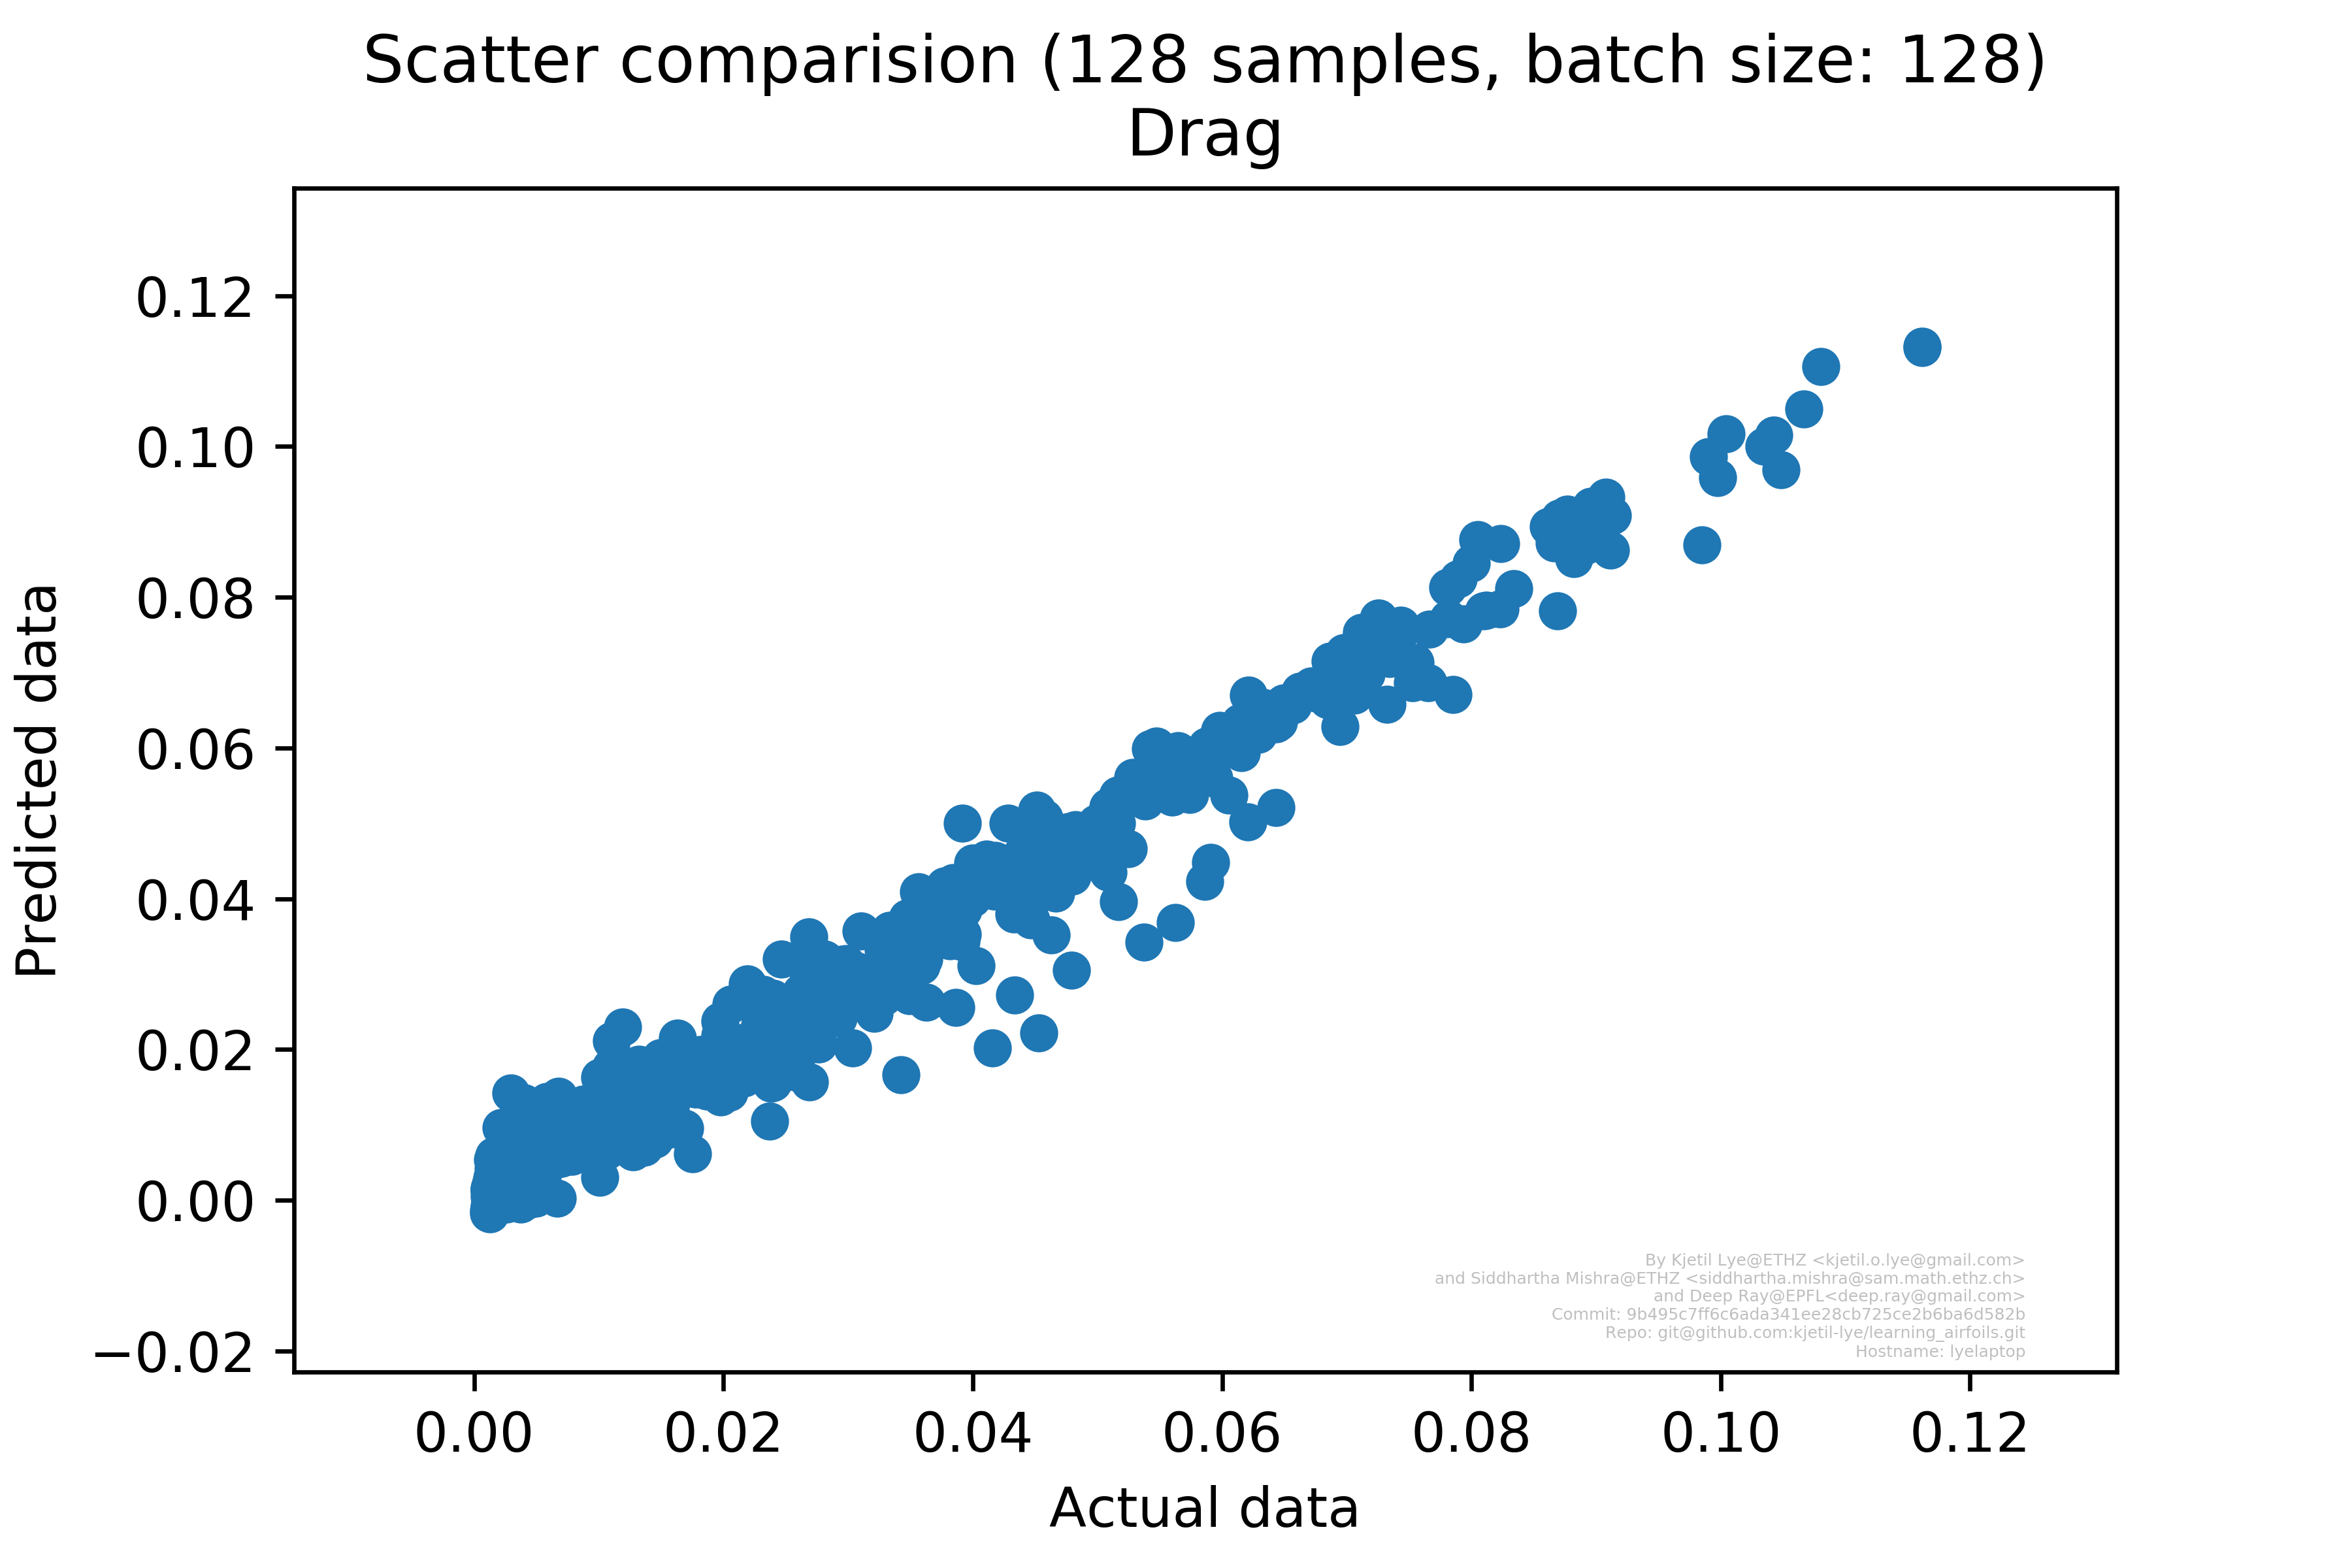 Scatter comparision (128 samples, batch size: 128)
Drag
0.12
0.10
0.08
0.06
0.04
0.02
0.00
−0.02
Predicted data
By Kjetil Lye@ETHZ <kjetil.o.lye@gmail.com>
and Siddhartha Mishra@ETHZ <siddhartha.mishra@sam.math.ethz.ch>
and Deep Ray@EPFL<deep.ray@gmail.com>
Commit: 9b495c7ff6c6ada341ee28cb725ce2b6ba6d582b
Repo: git@github.com:kjetil-lye/learning_airfoils.git
Hostname: lyelaptop
0.00 0.02 0.04 0.06 0.08 0.10 0.12
Actual data